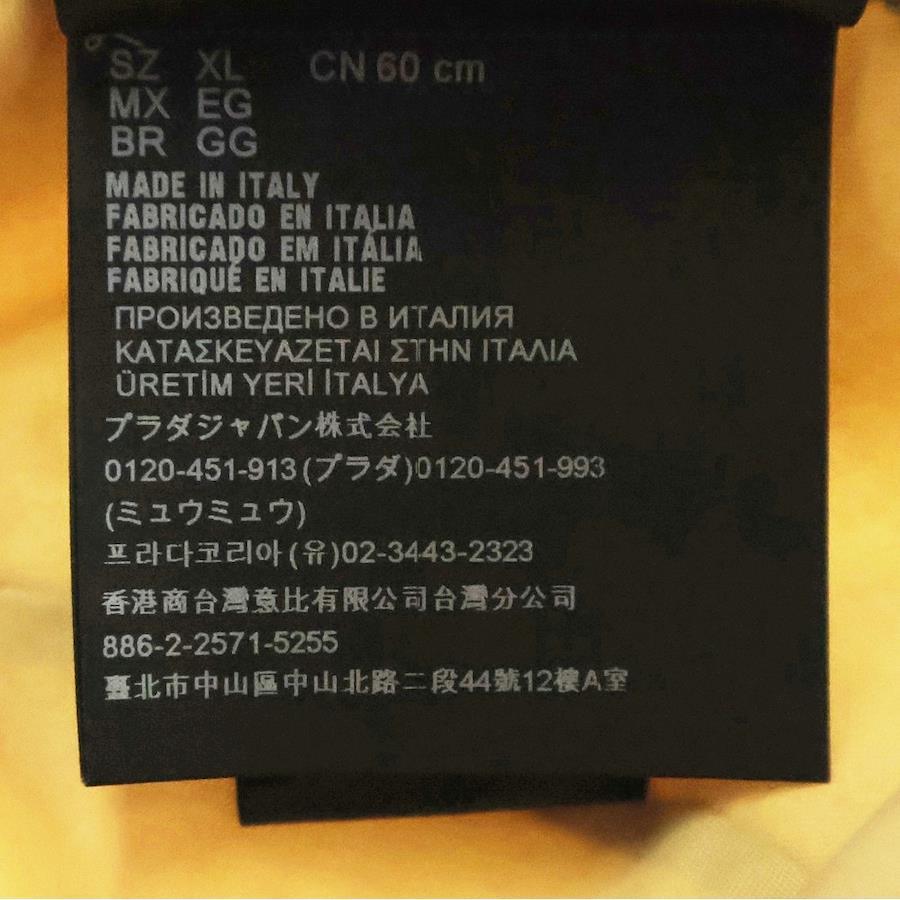 SZ XL CN 60 cm
MX EG
BR GG
MADE IN ITALY
FABRICADO EN ITALIA
FABRICADO EM ITÁLIA
FABRIQUÉ EN ITALIE
ПРОИЗВЕДЕНО В ИТАЛИЯ
ΚΑΤΑΣΚΕΥΑΖΕΤΑΙ ΣΤΗΝ ΙΤΑΛΙΑ
ÜRETİM YERİ İTALYA
プラダジャパン株式会社
0120-451-913(プラダ)0120-451-993
(ミュウミュウ)
프라다코리아(유)02-3443-2323
香港商台灣意比有限公司台灣分公司
886-2-2571-5255
臺北市中山區中山北路二段44號12樓A室